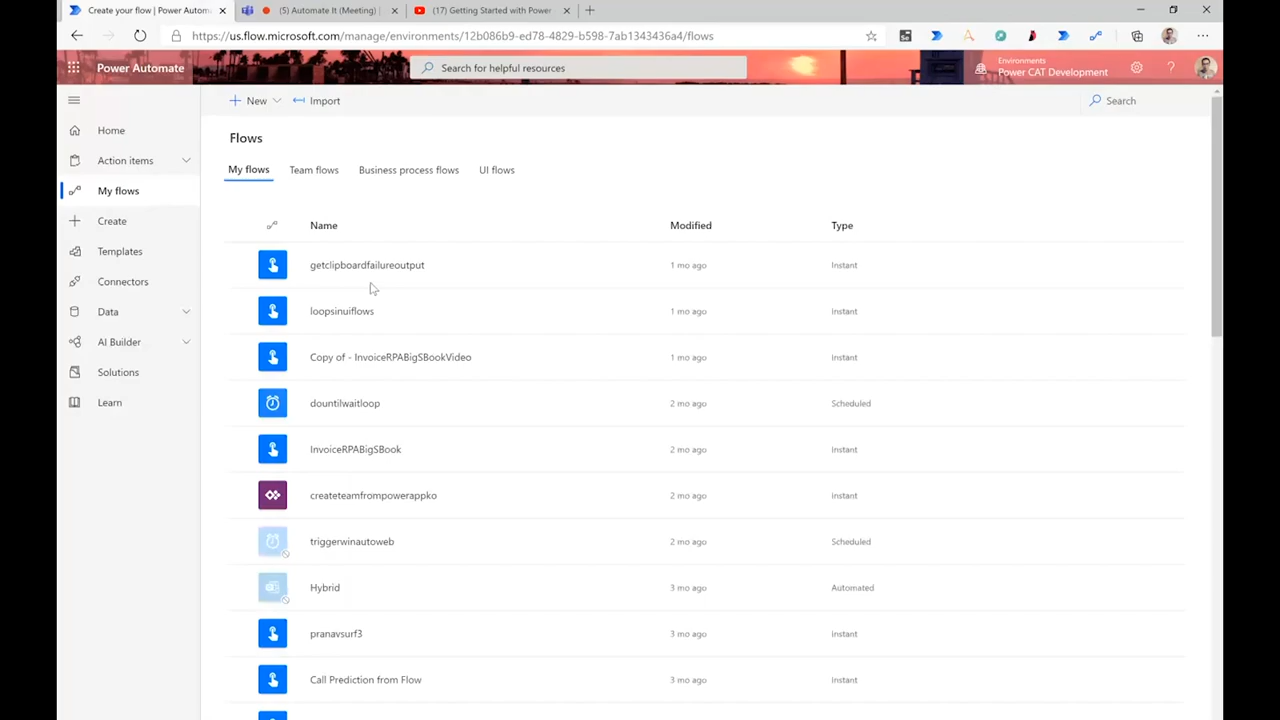 Create your flow | Power Automate
(5) Automate It (Meeting) |
(17) Getting Started with Power
https://us.flow.microsoft.com/manage/environments/12b086b9-ed78-4829-b598-7ab1343436a4/flows
Power Automate
Search for helpful resources
Environments
Power CAT Development
?
Home
Action items
My flows
Create
Templates
Connectors
Data
AI Builder
Solutions
Learn
New
Import
Search
Flows
My flows Team flows Business process flows UI flows
Name Modified Type
getclipboardfailureoutput 1 mo ago Instant
loopsinuiflows 1 mo ago Instant
Copy of - InvoiceRPABigSBookVideo 1 mo ago Instant
dountilwaitloop 2 mo ago Scheduled
InvoiceRPABigSBook 2 mo ago Instant
createteamfrompowerappko 2 mo ago Instant
triggerwinautoweb 2 mo ago Scheduled
Hybrid 3 mo ago Automated
pranavsurf3 3 mo ago Instant
Call Prediction from Flow 3 mo ago Instant